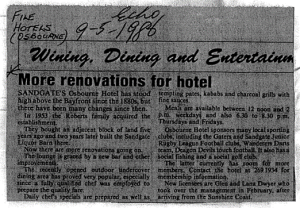 FILE
HOTELS
(OSBOURNE)
Echo
9-5-1986
Wining, Dining and Entertainm
More renovations for hotel
SANDGATE'S Osbourne Hotel has stood
high above the Bayfront since the 1880s, but
there have been many changes since then.
In 1953 the Roberts family acquired the
establishment.
They bought an adjacent block of land five
years ago and two years later built the Sandgate
Liquor Barn there.
Now there are more renovations going on.
The lounge is graced by a new bar and other
improvements.
The recently opened outdoor undercover
dining area has proved very popular, especially
since a fully qualified chef was employed to
prepare the quality fare.
Daily chef's specials are prepared as well as
tempting pates, kababs and charcoal grills with
fine sauces
Menus are available between 12 noon and 2
p.m. weekdays and also 6.30 to 8.30 p.m.
Thursdays and Fridays.
Osbourne Hotel sponsors many local sporting
clubs, including the Gaters and Sandgate Junior
Rugby League Football clubs, Wanderers Darts
team, Deagon Devils touch football. It also has a
social fishing and a social golf club.
The latter currently has room for more
members. Contact the hotel in 269 1034 for
membership information.
New licensees are Glen and Lana Dwyer who
took over the management in February, after
arriving from the Sunshine Coast.